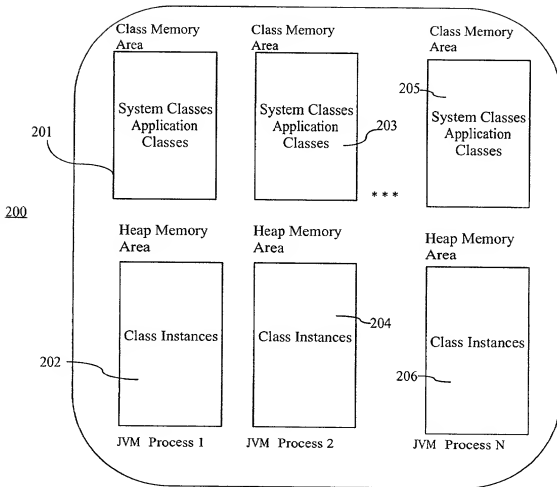 Class Memory
Area
Class Memory
Area
Class Memory
Area
System Classes
Application
Classes
System Classes
Application
Classes
System Classes
Application
Classes
201
203
205
200
* * *
Heap Memory
Area
Heap Memory
Area
Heap Memory
Area
Class Instances
Class Instances
Class Instances
202
204
206
JVM Process 1
JVM Process 2
JVM Process N